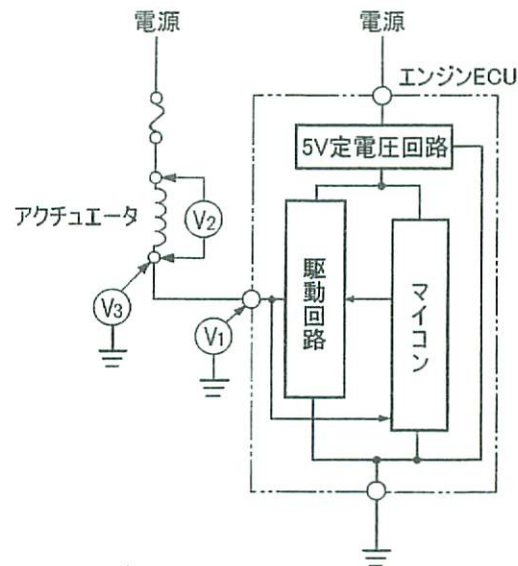 電源
電源
エンジンECU
5V定電圧回路
アクチュエータ
V2
駆動回路
マイコン
V3
V1